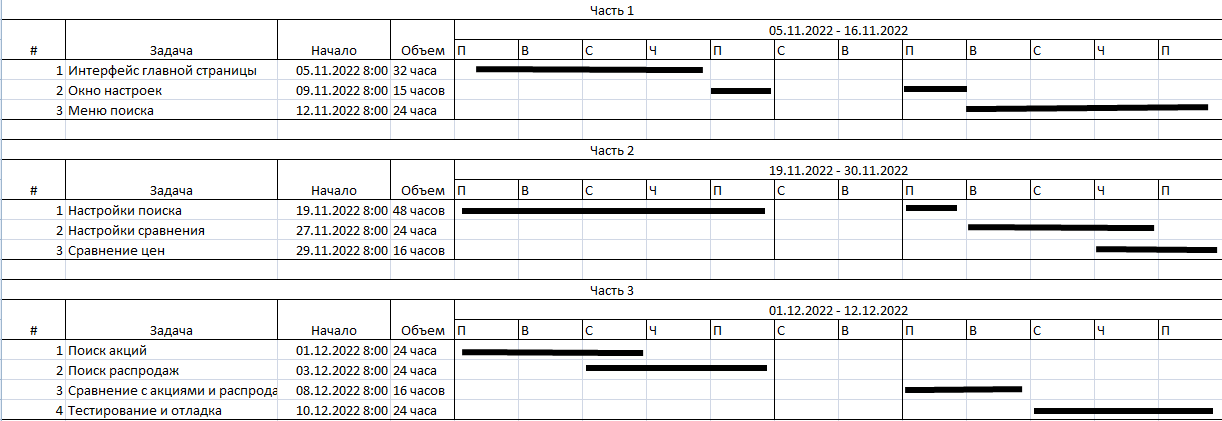 Часть 1
05.11.2022 - 16.11.2022
# Задача Начало Объем П В С Ч П С В П В С Ч П
1 Интерфейс главной страницы 05.11.2022 8:00 32 часа
2 Окно настроек 09.11.2022 8:00 15 часов
3 Меню поиска 12.11.2022 8:00 24 часа
Часть 2
19.11.2022 - 30.11.2022
# Задача Начало Объем П В С Ч П С В П В С Ч П
1 Настройки поиска 19.11.2022 8:00 48 часов
2 Настройки сравнения 27.11.2022 8:00 24 часа
3 Сравнение цен 29.11.2022 8:00 16 часов
Часть 3
01.12.2022 - 12.12.2022
# Задача Начало Объем П В С Ч П С В П В С Ч П
1 Поиск акций 01.12.2022 8:00 24 часа
2 Поиск распродаж 03.12.2022 8:00 24 часа
3 Сравнение с акциями и распрода 08.12.2022 8:00 16 часов
4 Тестирование и отладка 10.12.2022 8:00 24 часа